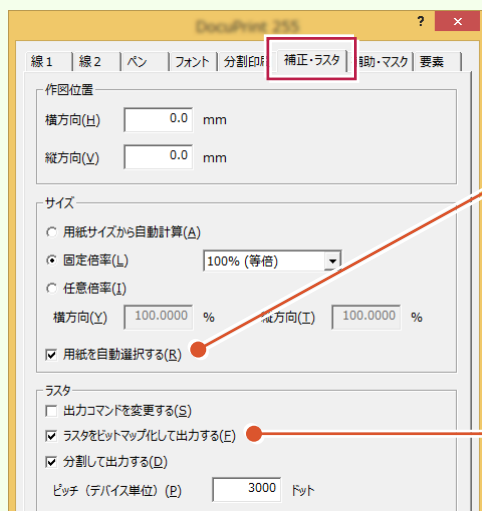 DocuPrint 255
? ×
線1 線2 ペン フォント 分割印刷 補正・ラスタ 補助・マスク 要素
作図位置
横方向(H) 0.0 mm
縦方向(V) 0.0 mm
サイズ
用紙サイズから自動計算(A)
固定倍率(L) 100% (等倍)
任意倍率(I)
横方向(Y) 100.0000 % 縦方向(T) 100.0000 %
用紙を自動選択する(R)
ラスタ
出力コマンドを変更する(S)
ラスタをビットマップ化して出力する(F)
分割して出力する(D)
ピッチ (デバイス単位) (P) 3000 ドット